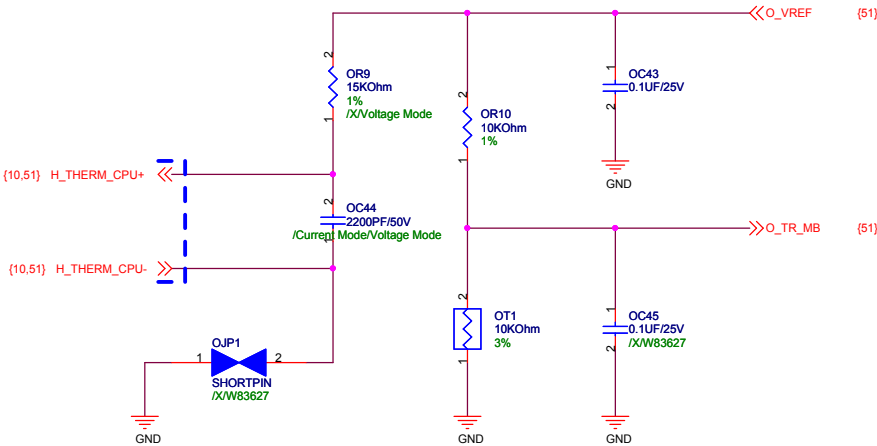 O_VREF {51}
2
OR9
15KOhm
1%
/X/Voltage Mode
1
2
OR10
10KOhm
1%
1
1
OC43
0.1UF/25V
2
GND
{10,51} H_THERM_CPU+
2
OC44
2200PF/50V
/Current Mode/Voltage Mode
1
O_TR_MB {51}
{10,51} H_THERM_CPU-
2
OT1
10KOhm
3%
1
1
OC45
0.1UF/25V
2
/X/W83627
OJP1
1 2
SHORTPIN
/X/W83627
GND
GND
GND